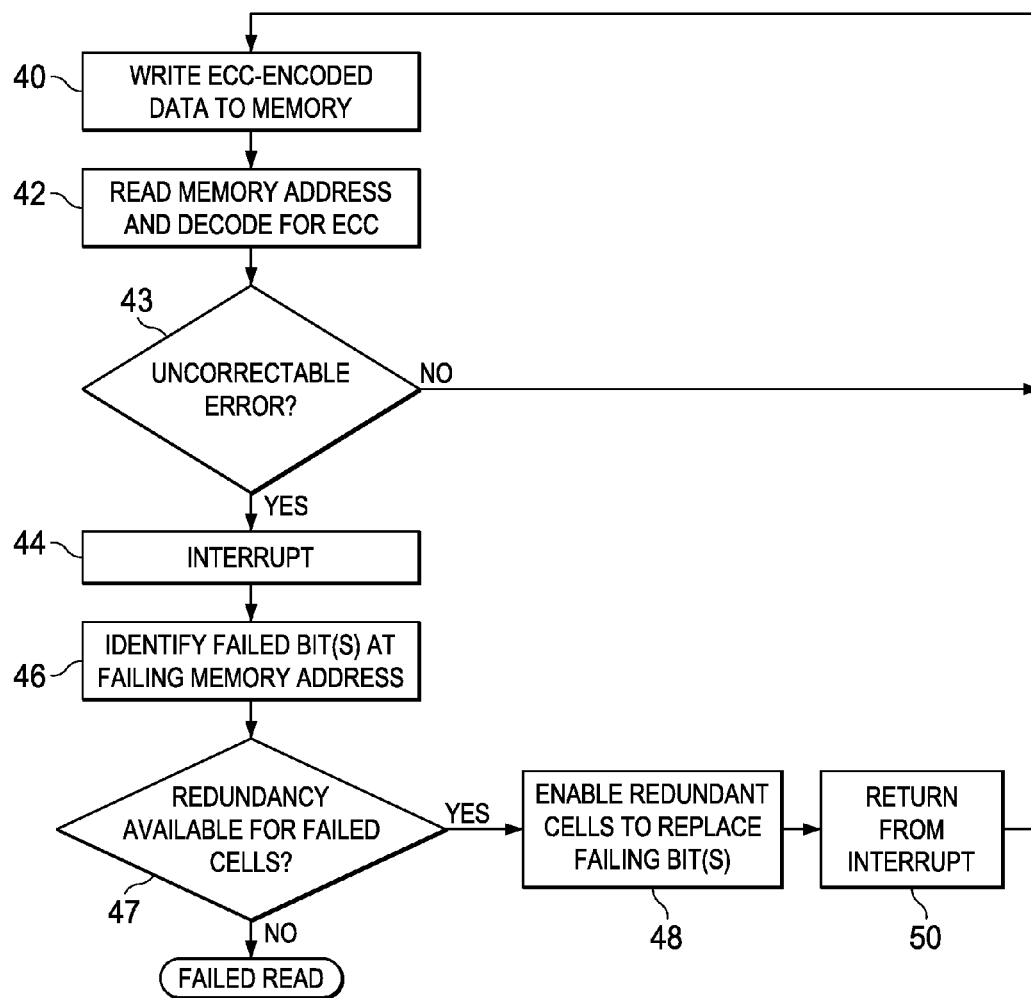 40
WRITE ECC-ENCODED
DATA TO MEMORY
42
READ MEMORY ADDRESS
AND DECODE FOR ECC
43
UNCORRECTABLE
ERROR?
NO
YES
44
INTERRUPT
46
IDENTIFY FAILED BIT(S) AT
FAILING MEMORY ADDRESS
REDUNDANCY
AVAILABLE FOR FAILED
CELLS?
47
YES
ENABLE REDUNDANT
CELLS TO REPLACE
FAILING BIT(S)
48
RETURN
FROM
INTERRUPT
50
NO
FAILED READ